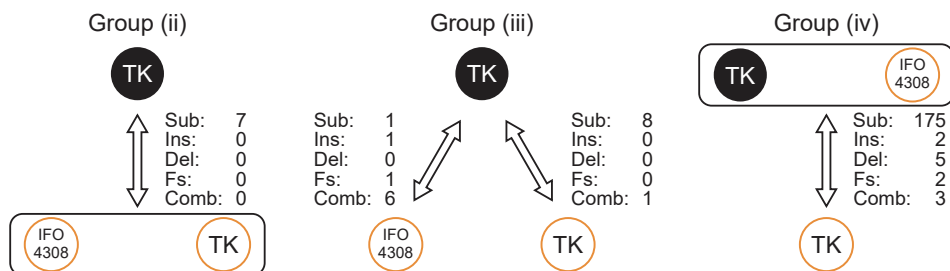 Group (ii)
TK
Sub: 7
Ins: 0
Del: 0
Fs: 0
Comb: 0
IFO
4308
TK
Group (iii)
TK
Sub: 1
Ins: 1
Del: 0
Fs: 1
Comb: 6
Sub: 8
Ins: 0
Del: 0
Fs: 0
Comb: 1
IFO
4308
TK
Group (iv)
TK
IFO
4308
Sub: 175
Ins: 2
Del: 5
Fs: 2
Comb: 3
TK